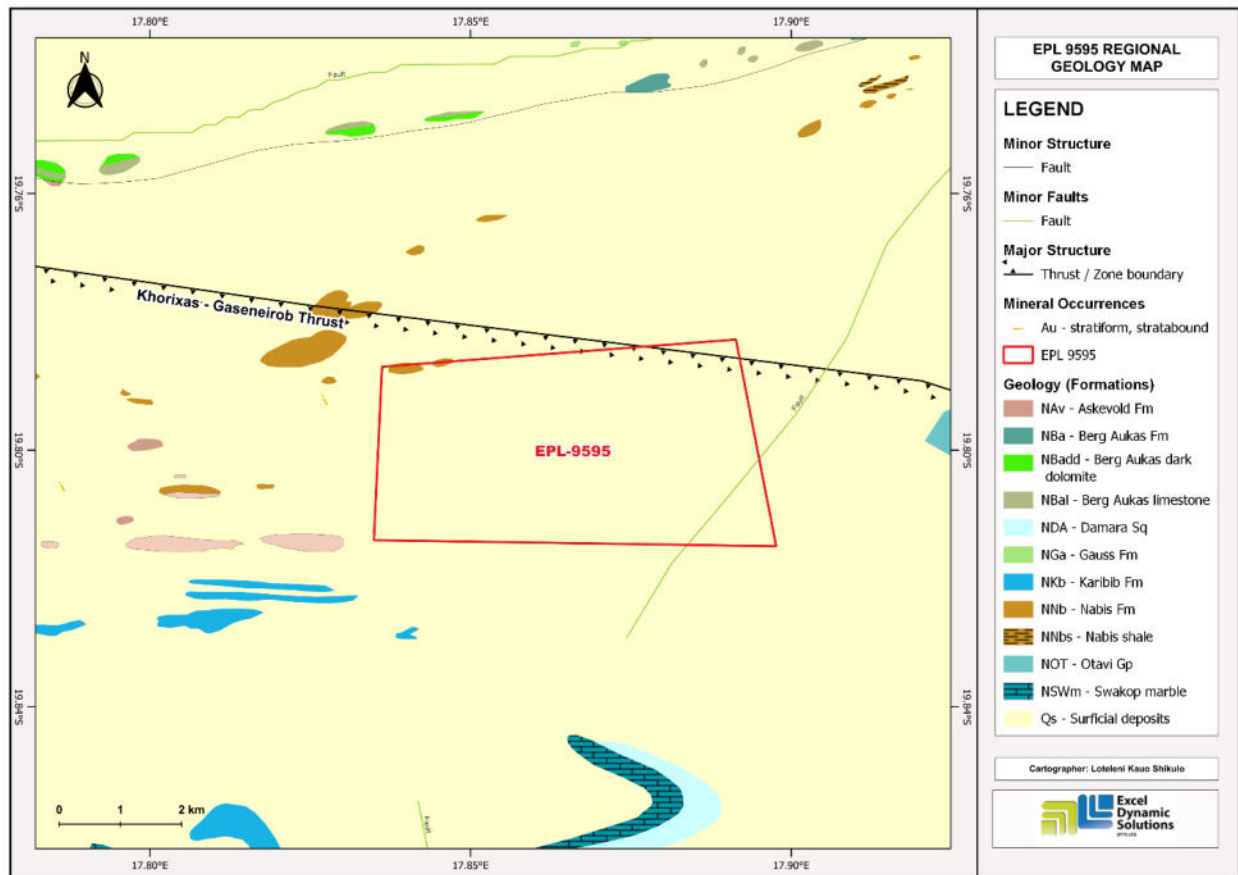 17.80°E
17.85°E
17.90°E
N
Fault
19.76°S
19.76°S
Khorixas - Gaseneirob Thrust
Fault
EPL-9595
19.80°S
19.80°S
19.84°S
19.84°S
0 1 2 km
Fault
17.80°E
17.85°E
17.90°E
EPL 9595 REGIONAL
GEOLOGY MAP
LEGEND
Minor Structure
Fault
Minor Faults
Fault
Major Structure
Thrust / Zone boundary
Mineral Occurrences
Au - stratiform, stratabound
EPL 9595
Geology (Formations)
NAv - Askevold Fm
NBa - Berg Aukas Fm
NBadd - Berg Aukas dark
dolomite
NBal - Berg Aukas limestone
NDA - Damara Sq
NGa - Gauss Fm
NKb - Karibib Fm
NNb - Nabis Fm
NNbs - Nabis shale
NOT - Otavi Gp
NSWm - Swakop marble
Qs - Surficial deposits
Cartographer: Loteleni Kauo Shikulo
Excel
Dynamic
Solutions